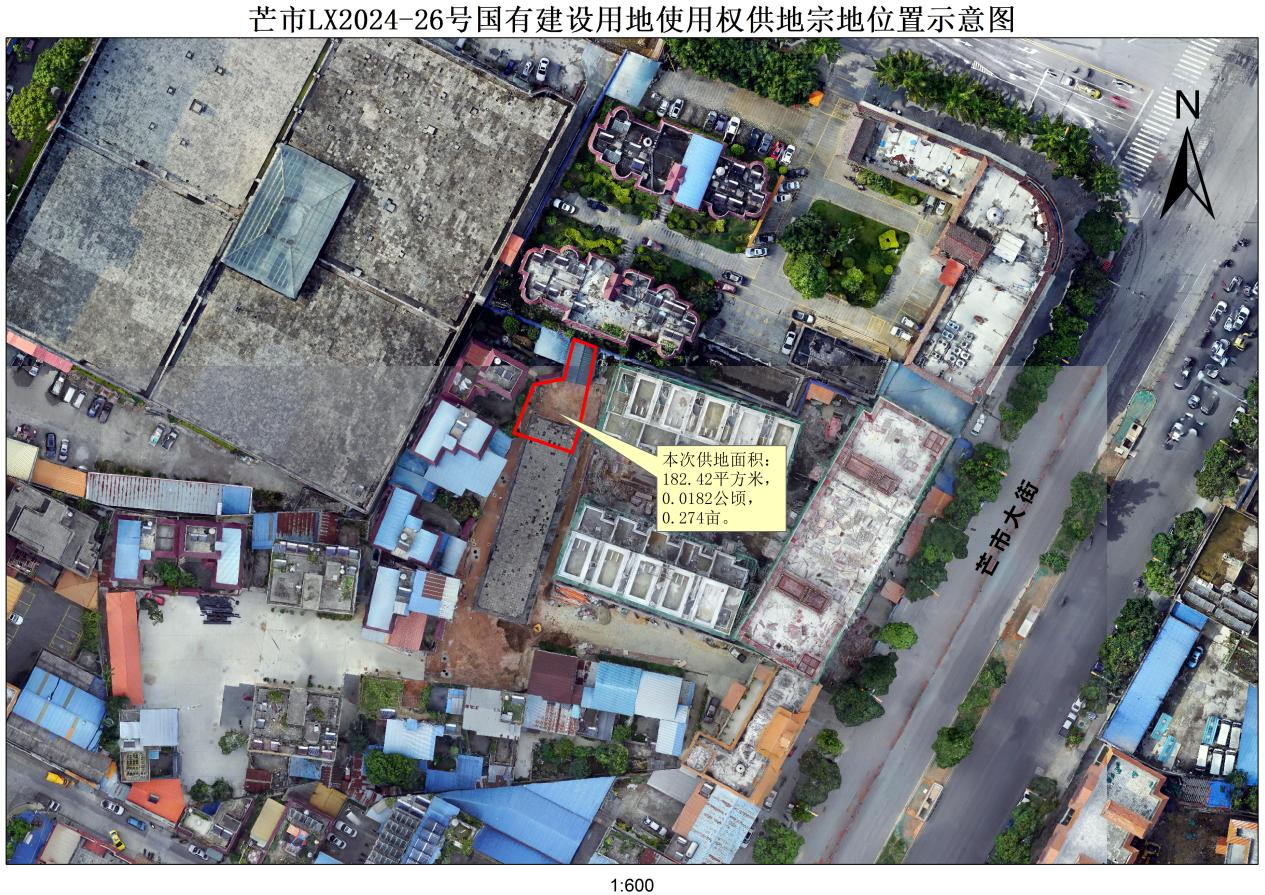 芒市LX2024-26号国有建设用地使用权供地宗地位置示意图
N
本次供地面积：
182.42平方米，
0.0182公顷，
0.274亩。
芒市大街
1:600